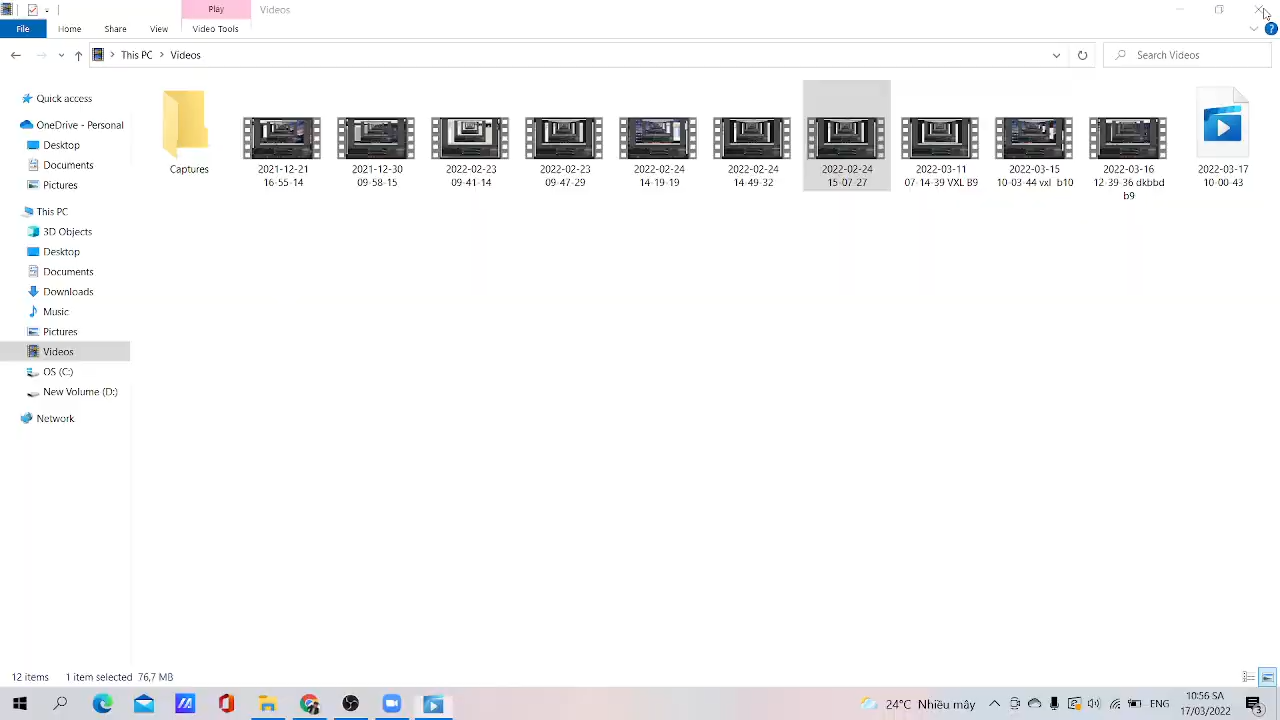 Play
Videos
File
Home
Share
View
Video Tools
This PC
Videos
Search Videos
Quick access
OneDrive - Personal
Desktop
Documents
Pictures
This PC
3D Objects
Desktop
Documents
Downloads
Music
Pictures
Videos
OS (C:)
New Volume (D:)
Network
Captures
2021-12-21
16-55-14
2021-12-30
09-58-15
2022-02-23
09-41-14
2022-02-23
09-47-29
2022-02-24
14-19-19
2022-02-24
14-49-32
2022-02-24
15-07-27
2022-03-11
07-14-39 VXL B9
2022-03-15
10-03-44 vxl b10
2022-03-16
12-39-36 dkbbd
b9
2022-03-17
10-00-43
12 items
1 item selected 76,7 MB
24°C Nhiều mây
ENG
10:56 SA
17/03/2022
3